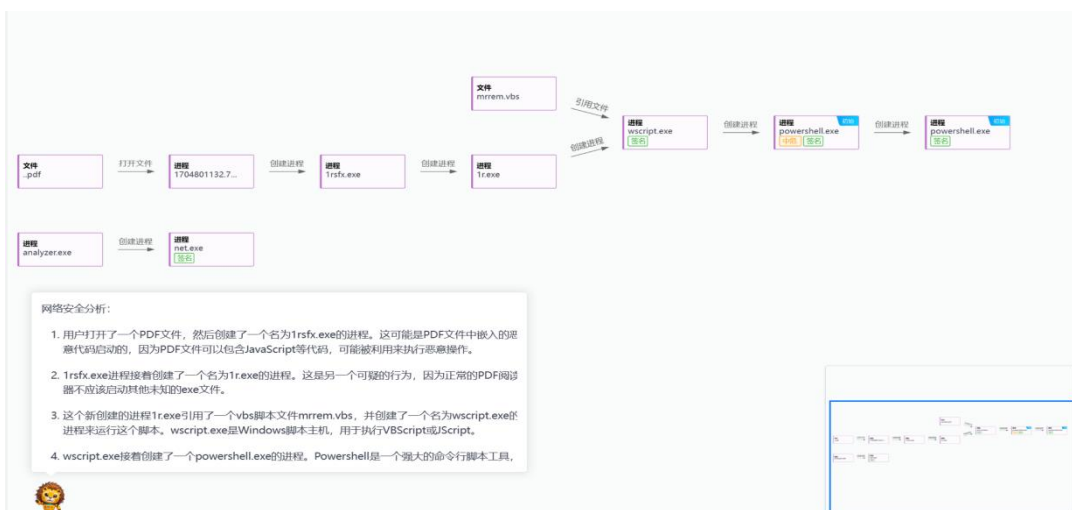 文件
mrrem.vbs
引用文件
进程
wscript.exe
签名
创建进程
进程
powershell.exe
中危 签名
创建进程
进程
powershell.exe
签名
文件
..pdf
打开文件
进程
1704801132.7...
创建进程
进程
1rsfx.exe
创建进程
进程
1r.exe
创建进程
进程
analyzer.exe
创建进程
进程
net.exe
签名
网络安全分析：
1. 用户打开了一个PDF文件，然后创建了一个名为1rsfx.exe的进程。这可能是PDF文件中嵌入的恶
意代码启动的，因为PDF文件可以包含JavaScript等代码，可能被利用来执行恶意操作。
2. 1rsfx.exe进程接着创建了一个名为1r.exe的进程。这是另一个可疑的行为，因为正常的PDF阅读
器不应该启动其他未知的exe文件。
3. 这个新创建的进程1r.exe引用了一个vbs脚本文件mrrem.vbs，并创建了一个名为wscript.exe的
进程来运行这个脚本。wscript.exe是Windows脚本主机，用于执行VBScript或JScript。
4. wscript.exe接着创建了一个powershell.exe的进程。Powershell是一个强大的命令行脚本工具，